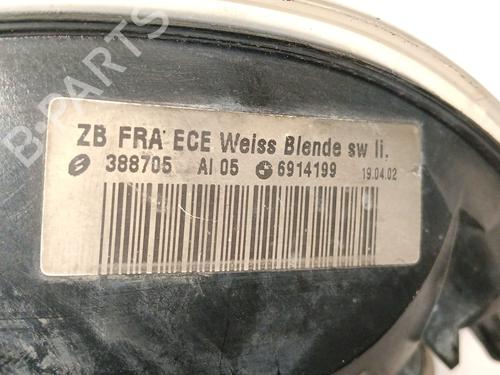 B-PARTS
ZB FRA ECE Weiss Blende sw li.
388705 AI 05 6914199 19.04.02